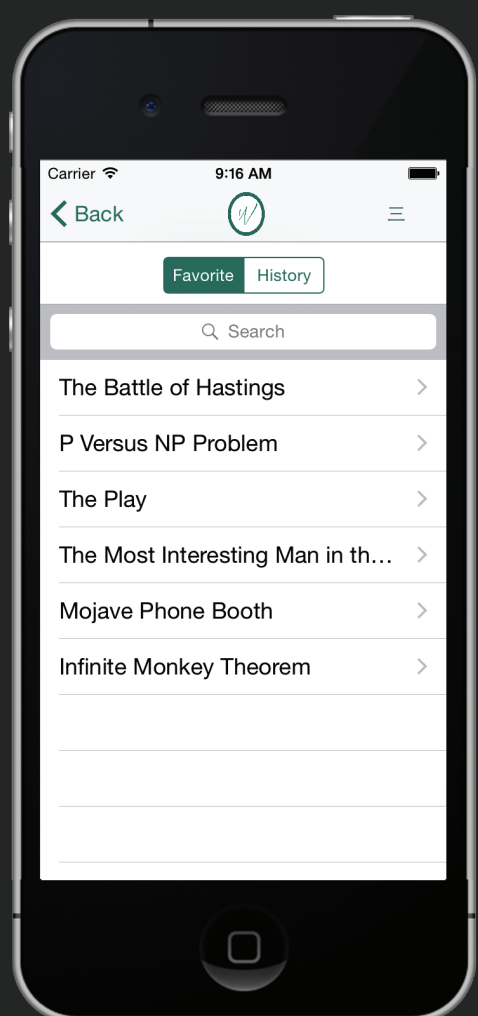 Carrier 9:16 AM
Back W 三
Favorite History
Search
The Battle of Hastings
P Versus NP Problem
The Play
The Most Interesting Man in th...
Mojave Phone Booth
Infinite Monkey Theorem